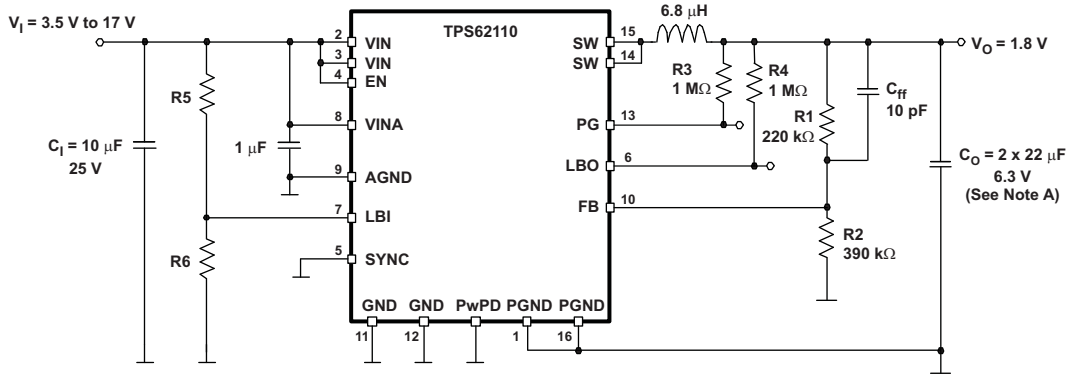 V_I = 3.5 V to 17 V
TPS62110
6.8 μH
V_O = 1.8 V
2
VIN
3
VIN
4
EN
15
SW
14
SW
R5
R3
1 MΩ
R4
1 MΩ
C_ff
10 pF
8
VINA
PG
13
R1
220 kΩ
C_I = 10 μF
25 V
1 μF
9
AGND
LBO
6
C_O = 2 x 22 μF
6.3 V
(See Note A)
7
LBI
FB
10
R6
R2
390 kΩ
5
SYNC
GND
GND
PwPD
PGND
PGND
11
12
1
16